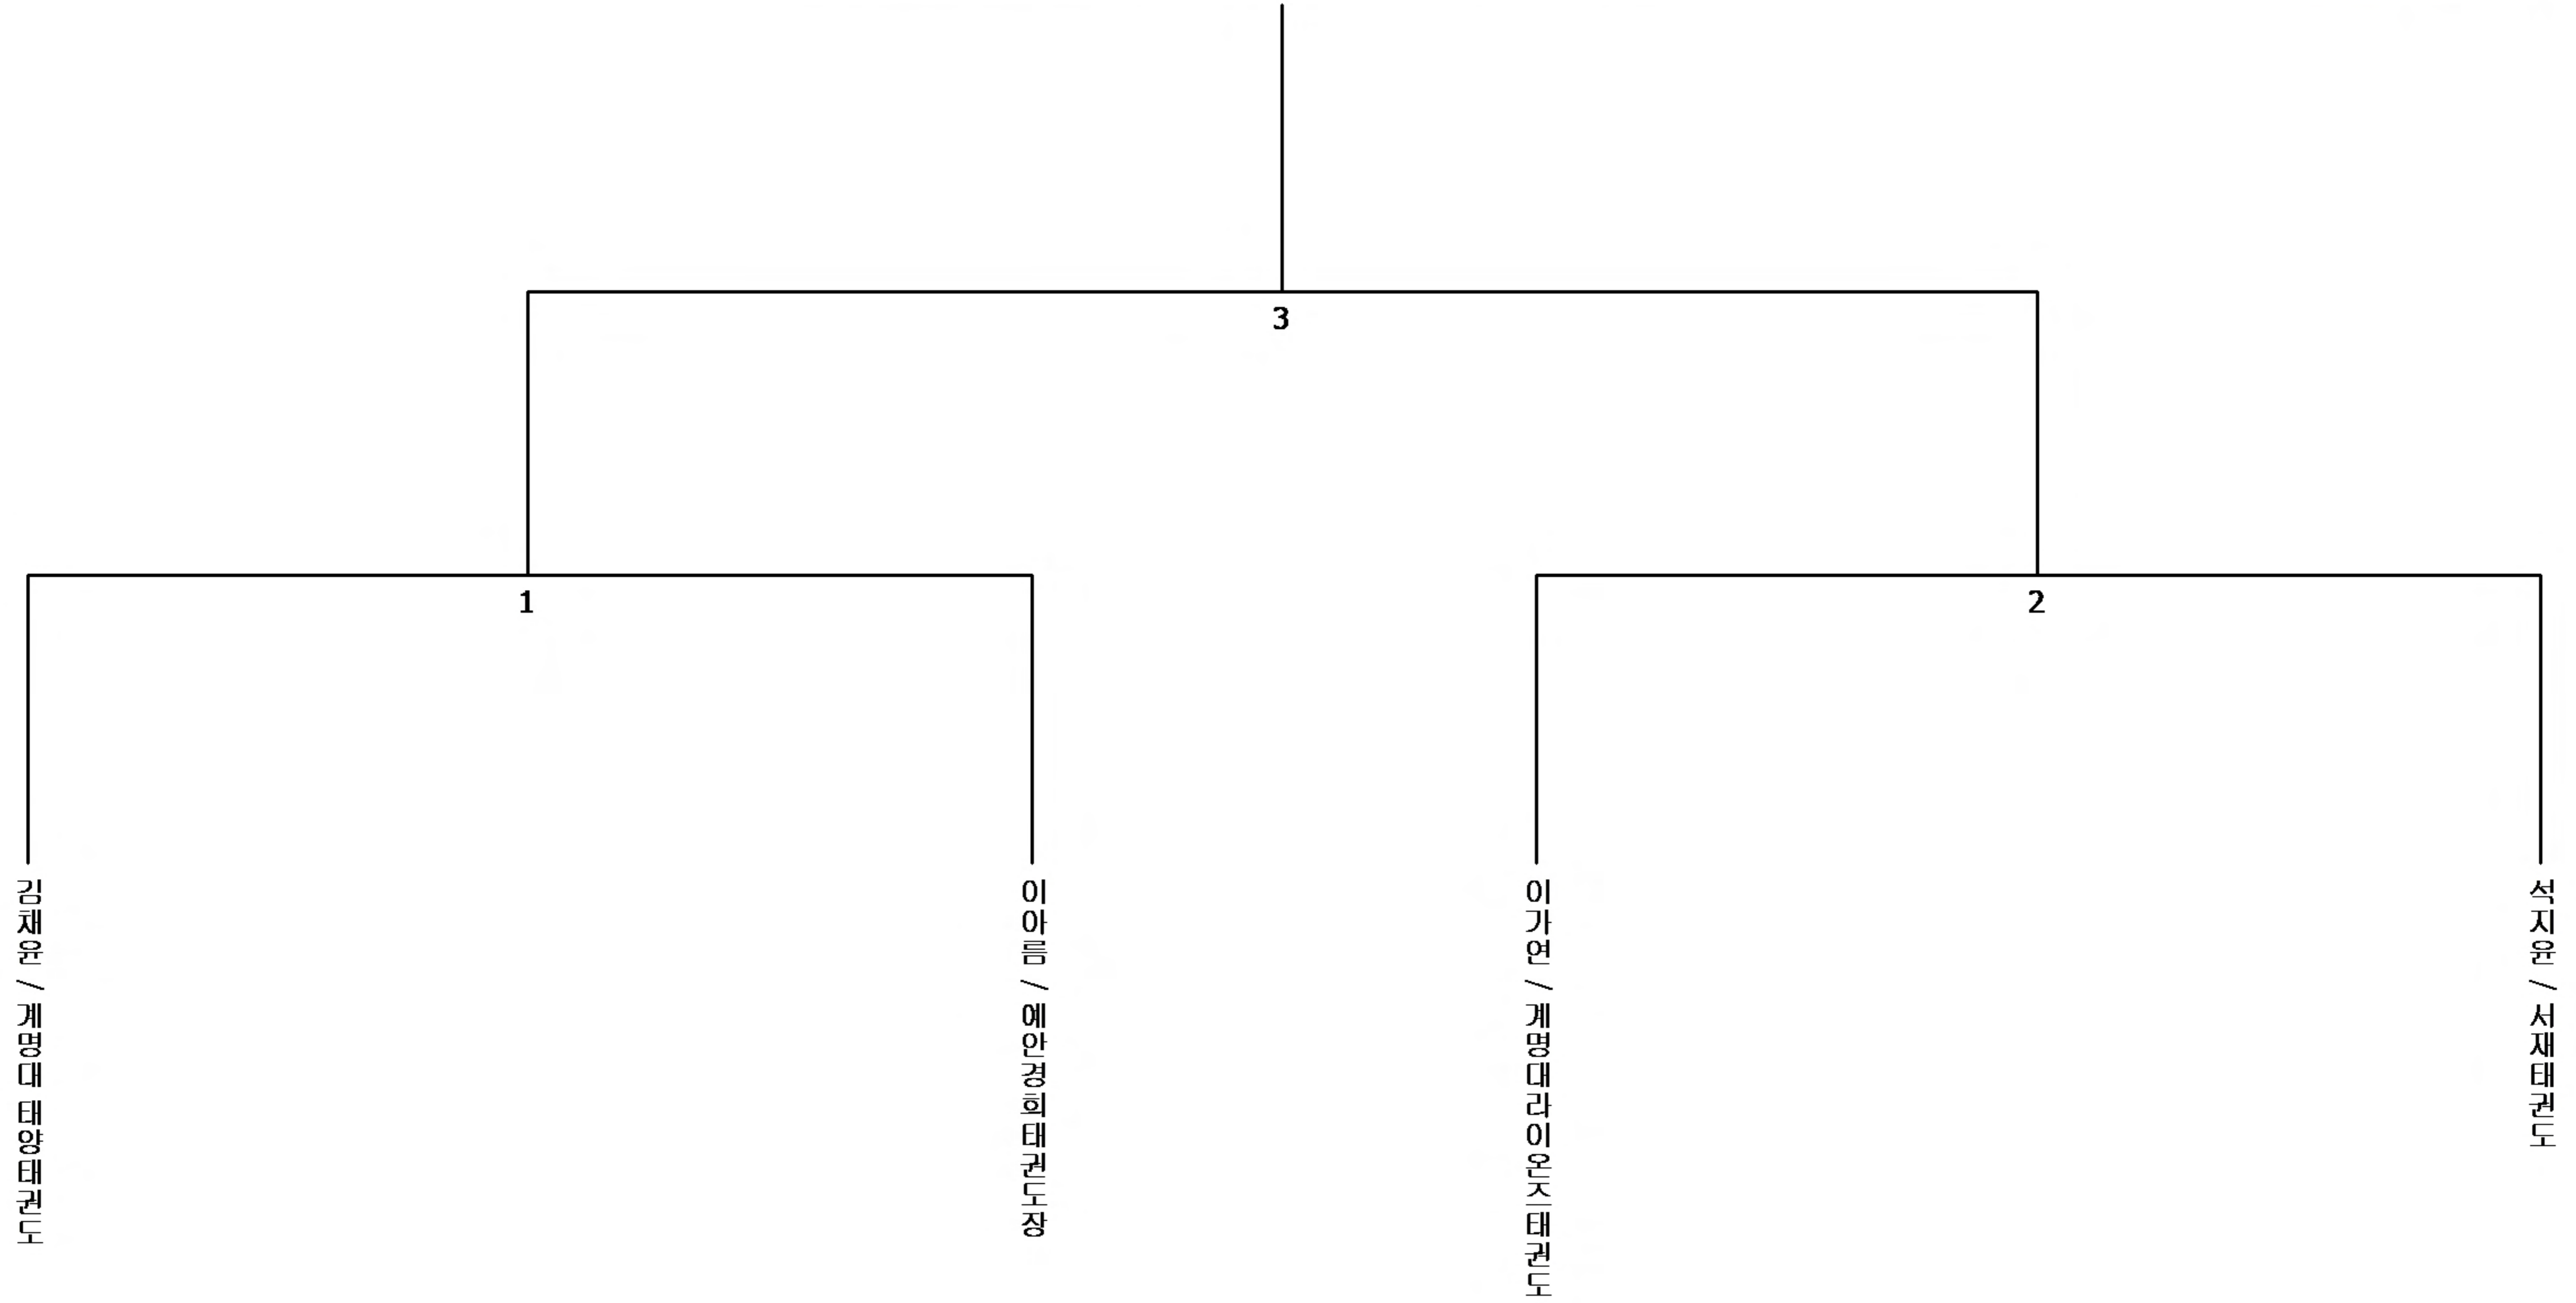 3
1
2
김채윤 / 계명대 태양태권도
이아름 / 예안경희태권도장
이가연 / 계명대라이온즈태권도
석지윤 / 서재태권도